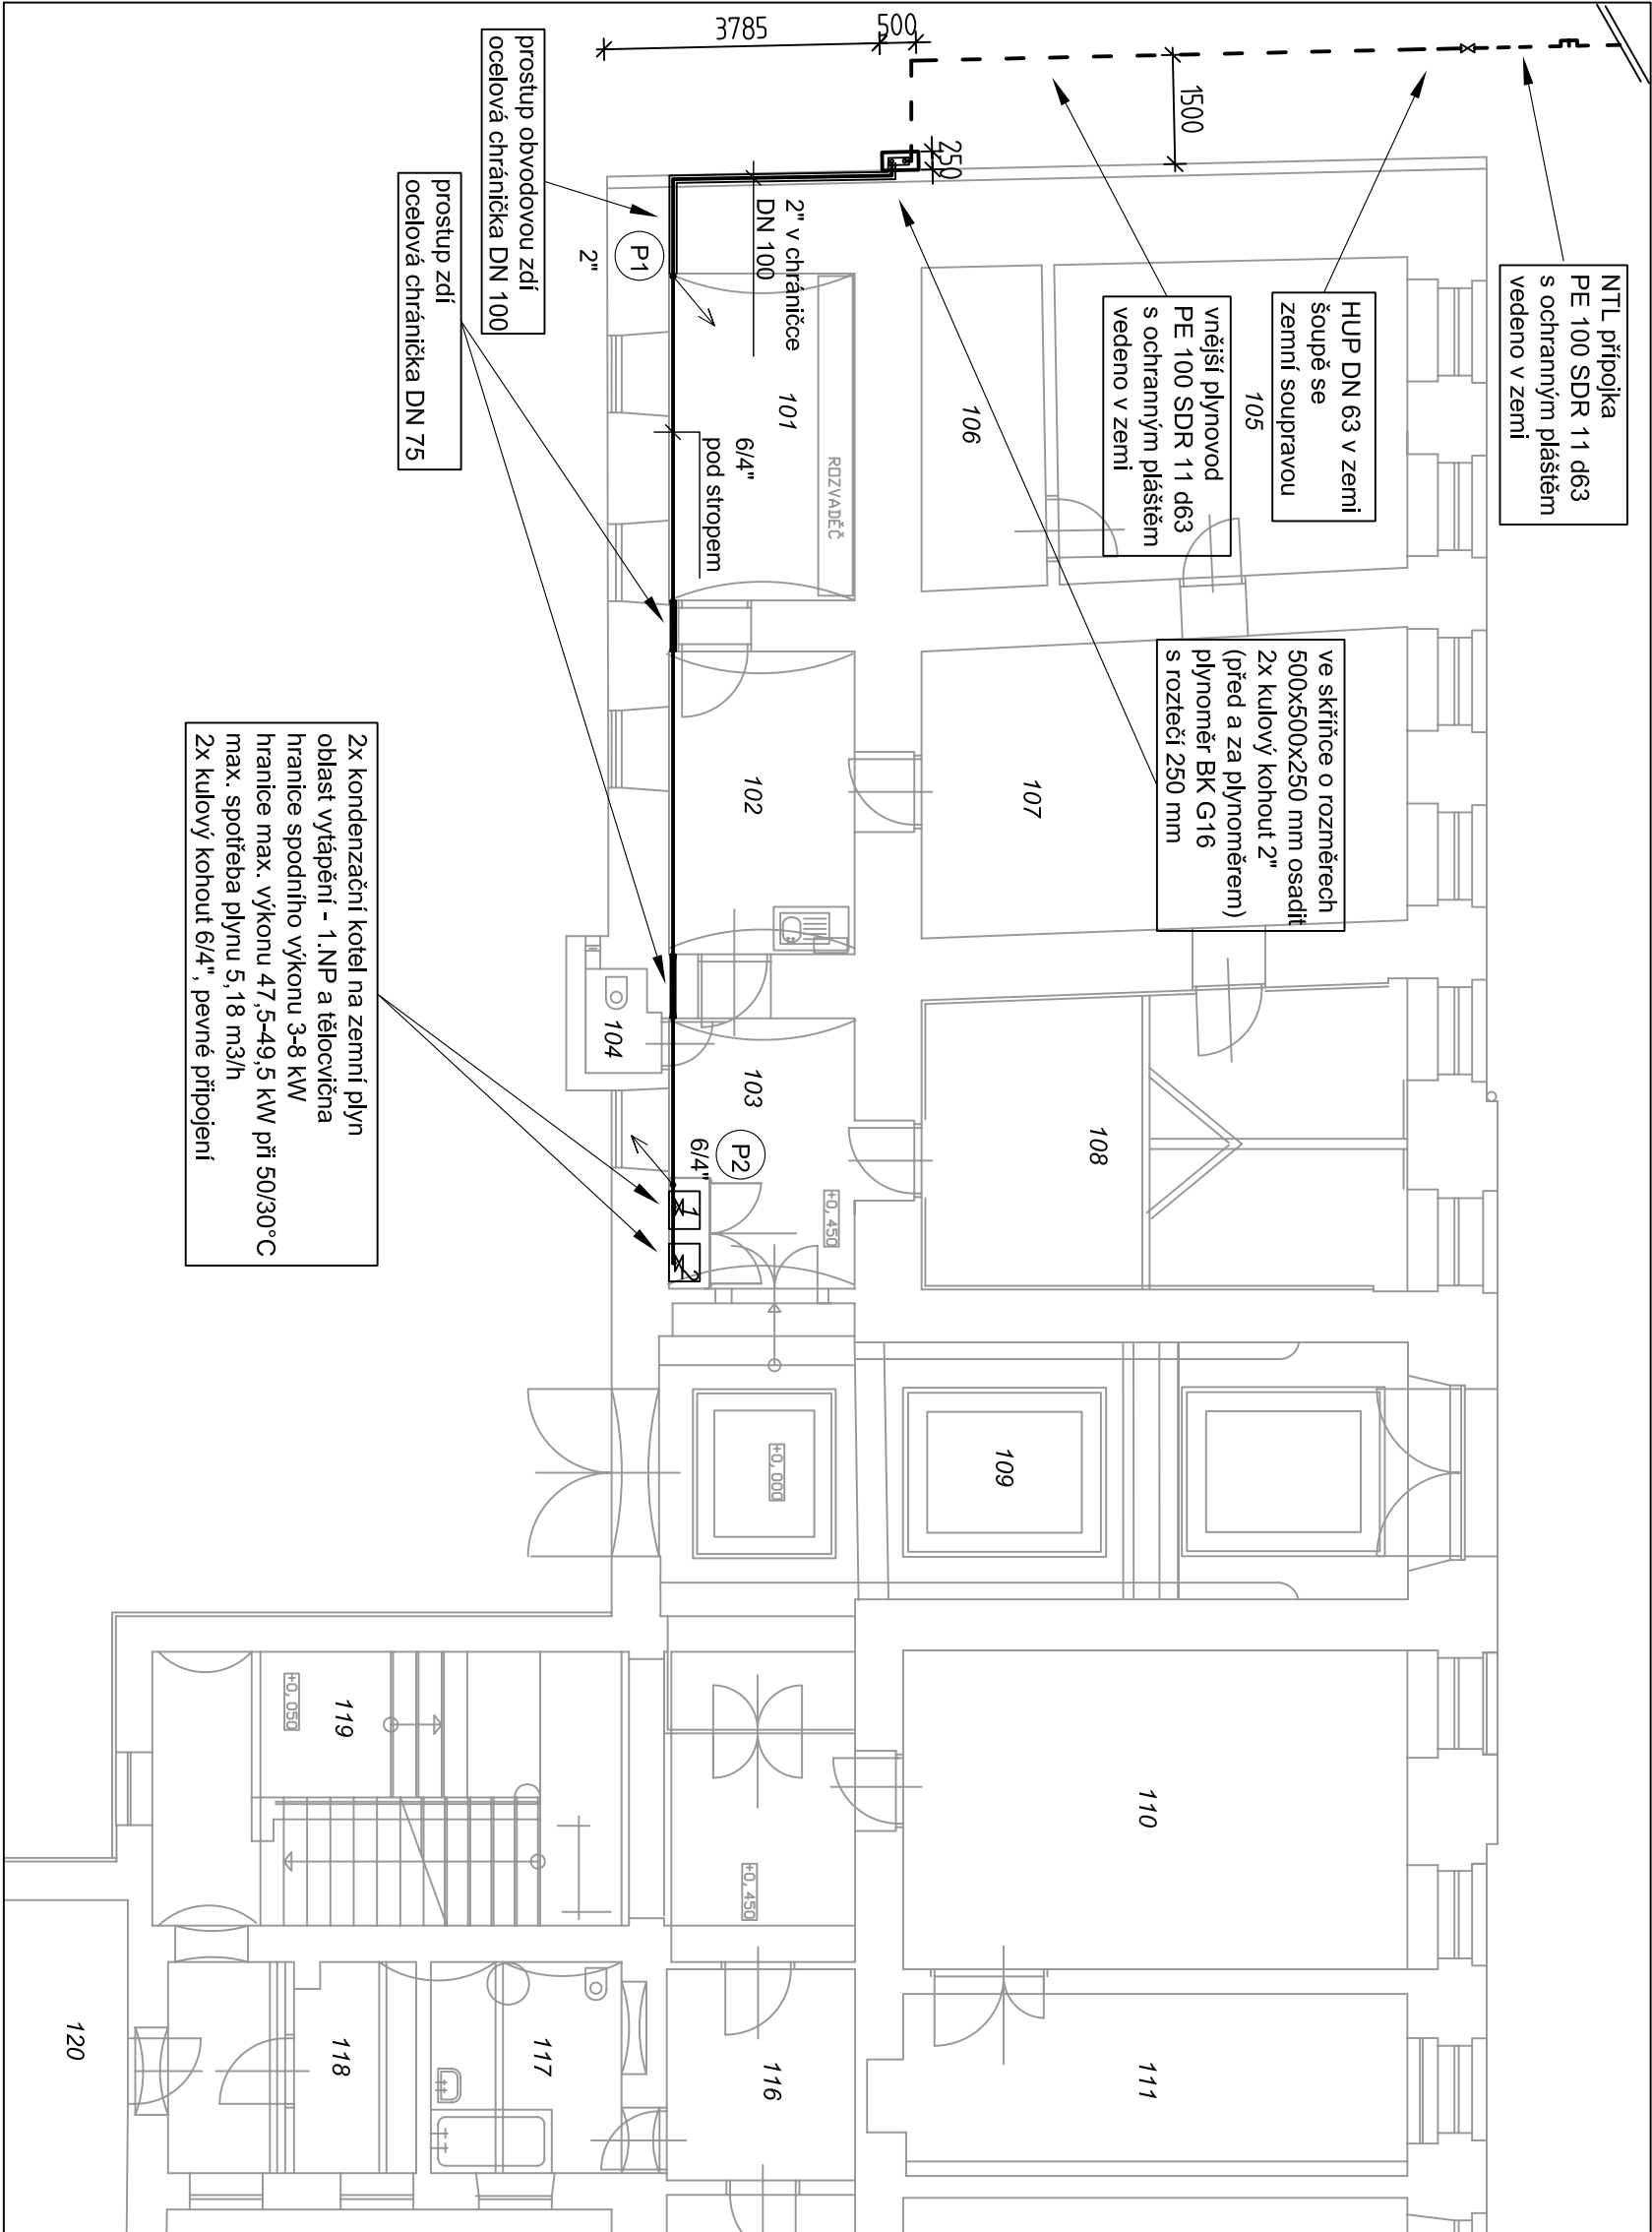 NTL přípojka
PE 100 SDR 11 d63
s ochranným pláštěm
vedeno v zemi
HUP DN 63 v zemi
šoupě se
zemní soupravou
vnější plynovod
PE 100 SDR 11 d63
s ochranným pláštěm
vedeno v zemi
ve skříňce o rozměrech
500x500x250 mm osadit
2x kulový kohout 2"
(před a za plynoměrem)
plynoměr BK G16
s roztečí 250 mm
1500
250
500
3785
105
106
107
108
109
110
111
2" v chráničce
DN 100
101
ROZVADĚČ
6/4"
pod stropem
102
103
P2
6/4"
+0,450
1
2
104
P1
2"
prostup obvodovou zdí
ocelová chránička DN 100
prostup zdí
ocelová chránička DN 75
2x kondenzační kotel na zemní plyn
oblast vytápění - 1.NP a tělocvična
hranice spodního výkonu 3-8 kW
hranice max. výkonu 47,5-49,5 kW při 50/30°C
max. spotřeba plynu 5,18 m3/h
2x kulový kohout 6/4", pevné připojení
+0,000
+0,450
116
117
118
119
+0,050
120